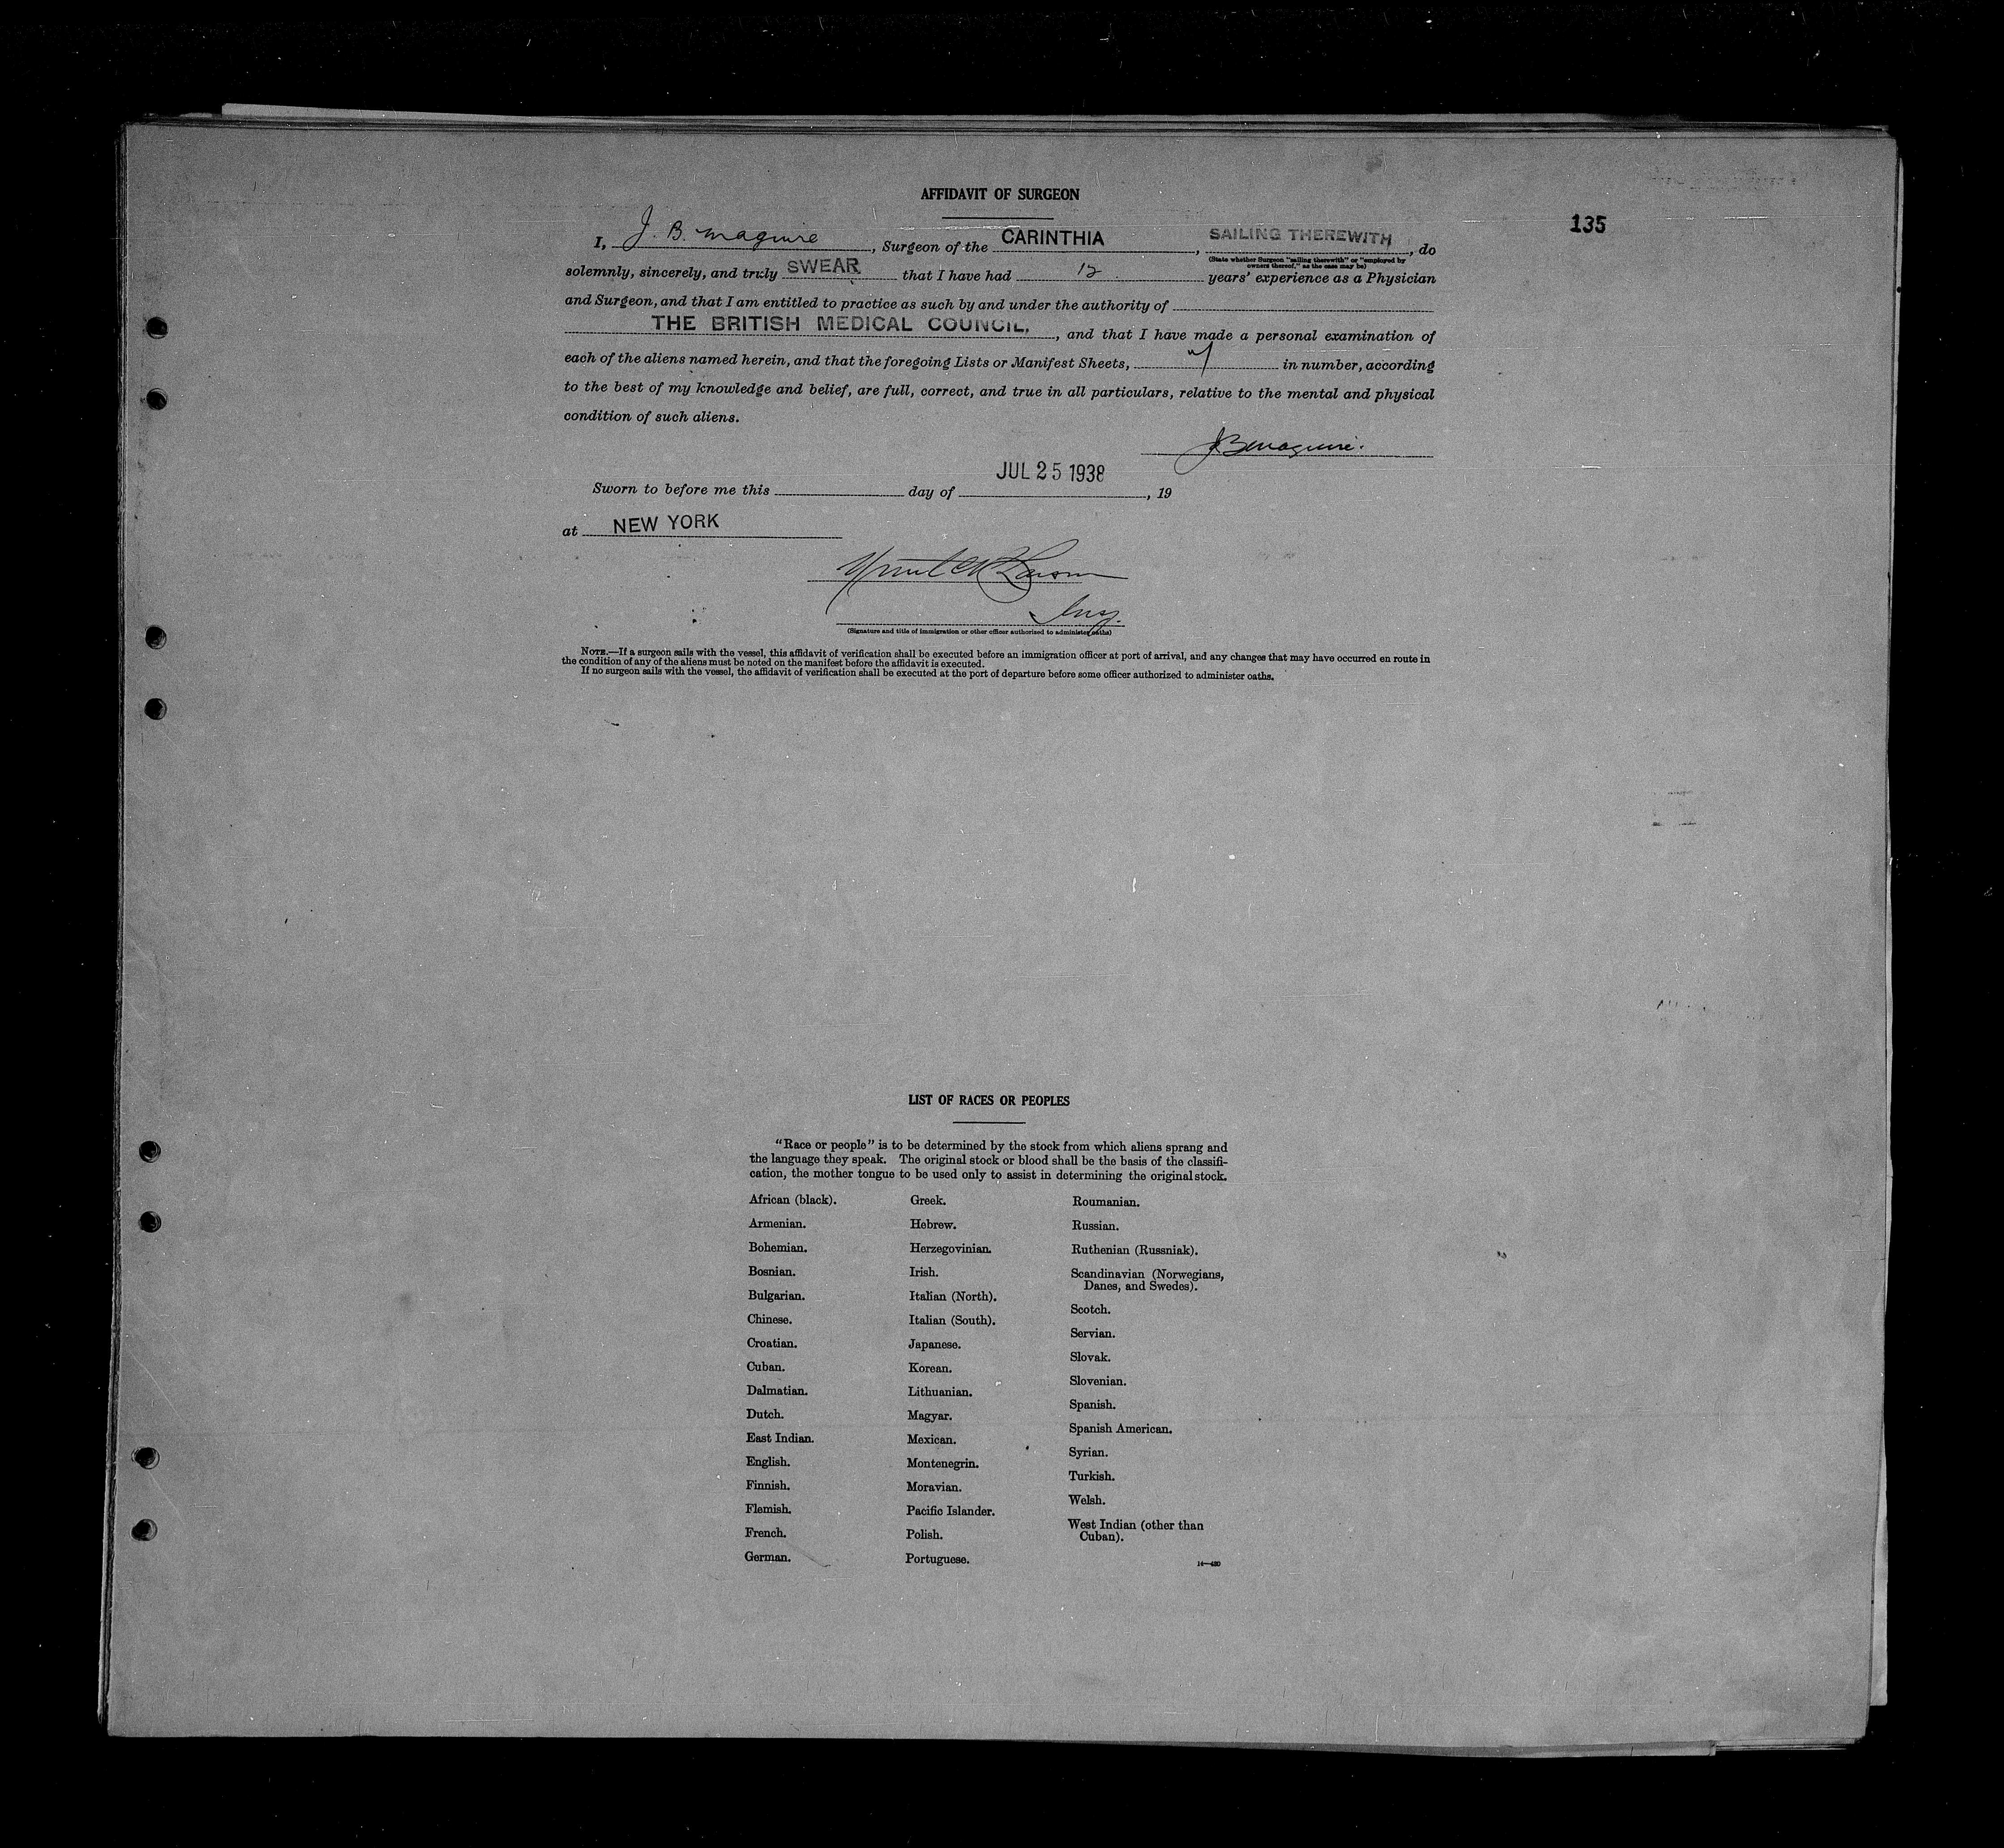 AFFIDAVIT OF SURGEON
135
I, J. B. Maguire, Surgeon of the CARINTHIA, SAILING THEREWITH, do
(State whether Surgeon "sailing therewith" or "employed by
owners thereof," as the case may be)
solemnly, sincerely, and truly SWEAR that I have had 12 years' experience as a Physician
and Surgeon, and that I am entitled to practice as such by and under the authority of
THE BRITISH MEDICAL COUNCIL, and that I have made a personal examination of
each of the aliens named herein, and that the foregoing Lists or Manifest Sheets, in number, according
to the best of my knowledge and belief, are full, correct, and true in all particulars, relative to the mental and physical
condition of such aliens.
J B Maguire.
JUL 25 1938
Sworn to before me this day of , 19
at NEW YORK
Insp.
(Signature and title of immigration or other officer authorized to administer oaths)
NOTE.—If a surgeon sails with the vessel, this affidavit of verification shall be executed before an immigration officer at port of arrival, and any changes that may have occurred en route in
the condition of any of the aliens must be noted on the manifest before the affidavit is executed.
If no surgeon sails with the vessel, the affidavit of verification shall be executed at the port of departure before some officer authorized to administer oaths.
LIST OF RACES OR PEOPLES
"Race or people" is to be determined by the stock from which aliens sprang and
the language they speak. The original stock or blood shall be the basis of the classifi-
cation, the mother tongue to be used only to assist in determining the original stock.
African (black).
Armenian.
Bohemian.
Bosnian.
Bulgarian.
Chinese.
Croatian.
Cuban.
Dalmatian.
Dutch.
East Indian.
English.
Finnish.
Flemish.
French.
German.
Greek.
Hebrew.
Herzegovinian.
Irish.
Italian (North).
Italian (South).
Japanese.
Korean.
Lithuanian.
Magyar.
Mexican.
Montenegrin.
Moravian.
Pacific Islander.
Polish.
Portuguese.
Roumanian.
Russian.
Ruthenian (Russniak).
Scandinavian (Norwegians,
Danes, and Swedes).
Scotch.
Servian.
Slovak.
Slovenian.
Spanish.
Spanish American.
Syrian.
Turkish.
Welsh.
West Indian (other than
Cuban).
14—480